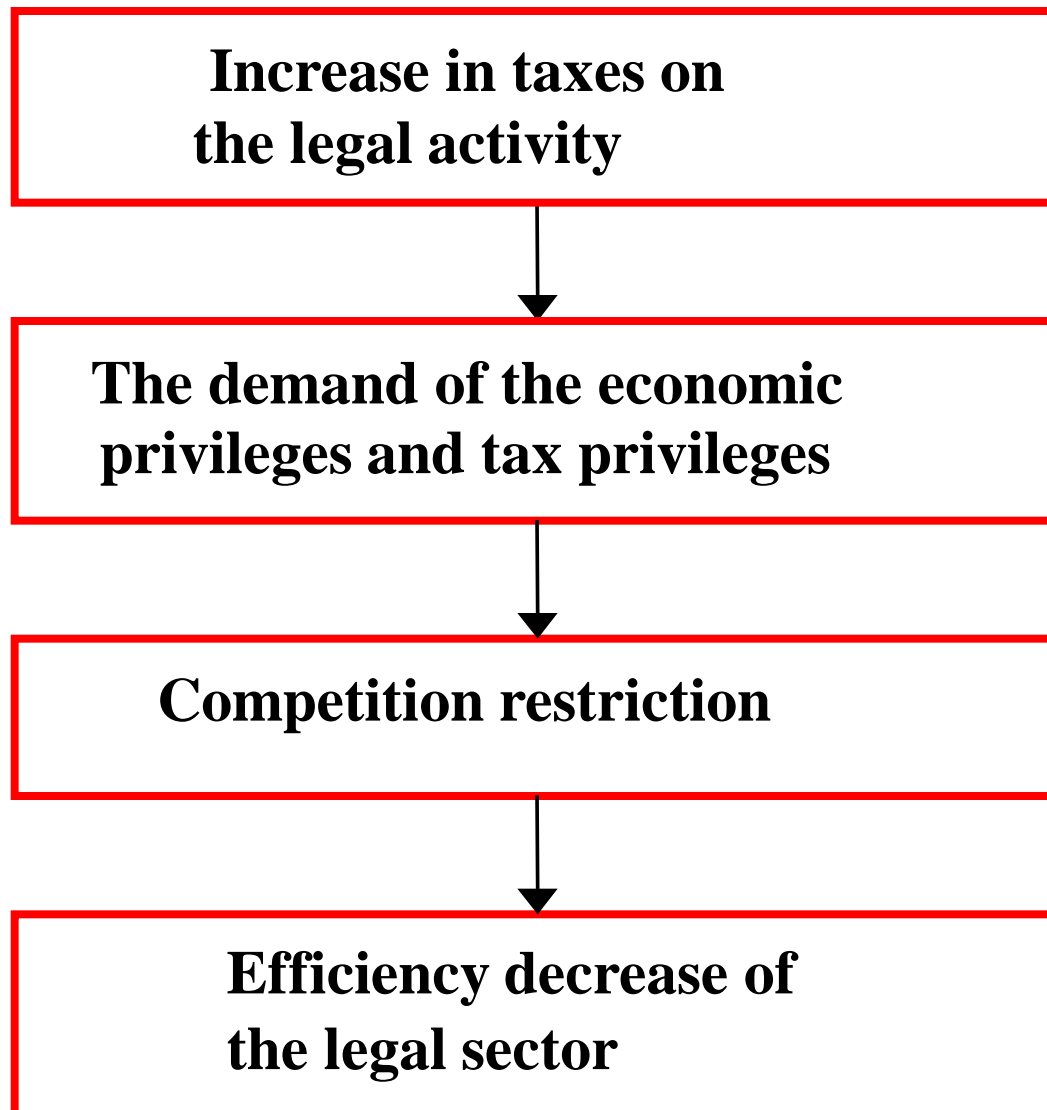 Increase in taxes on
the legal activity
The demand of the economic
privileges and tax privileges
Competition restriction
Efficiency decrease of
the legal sector